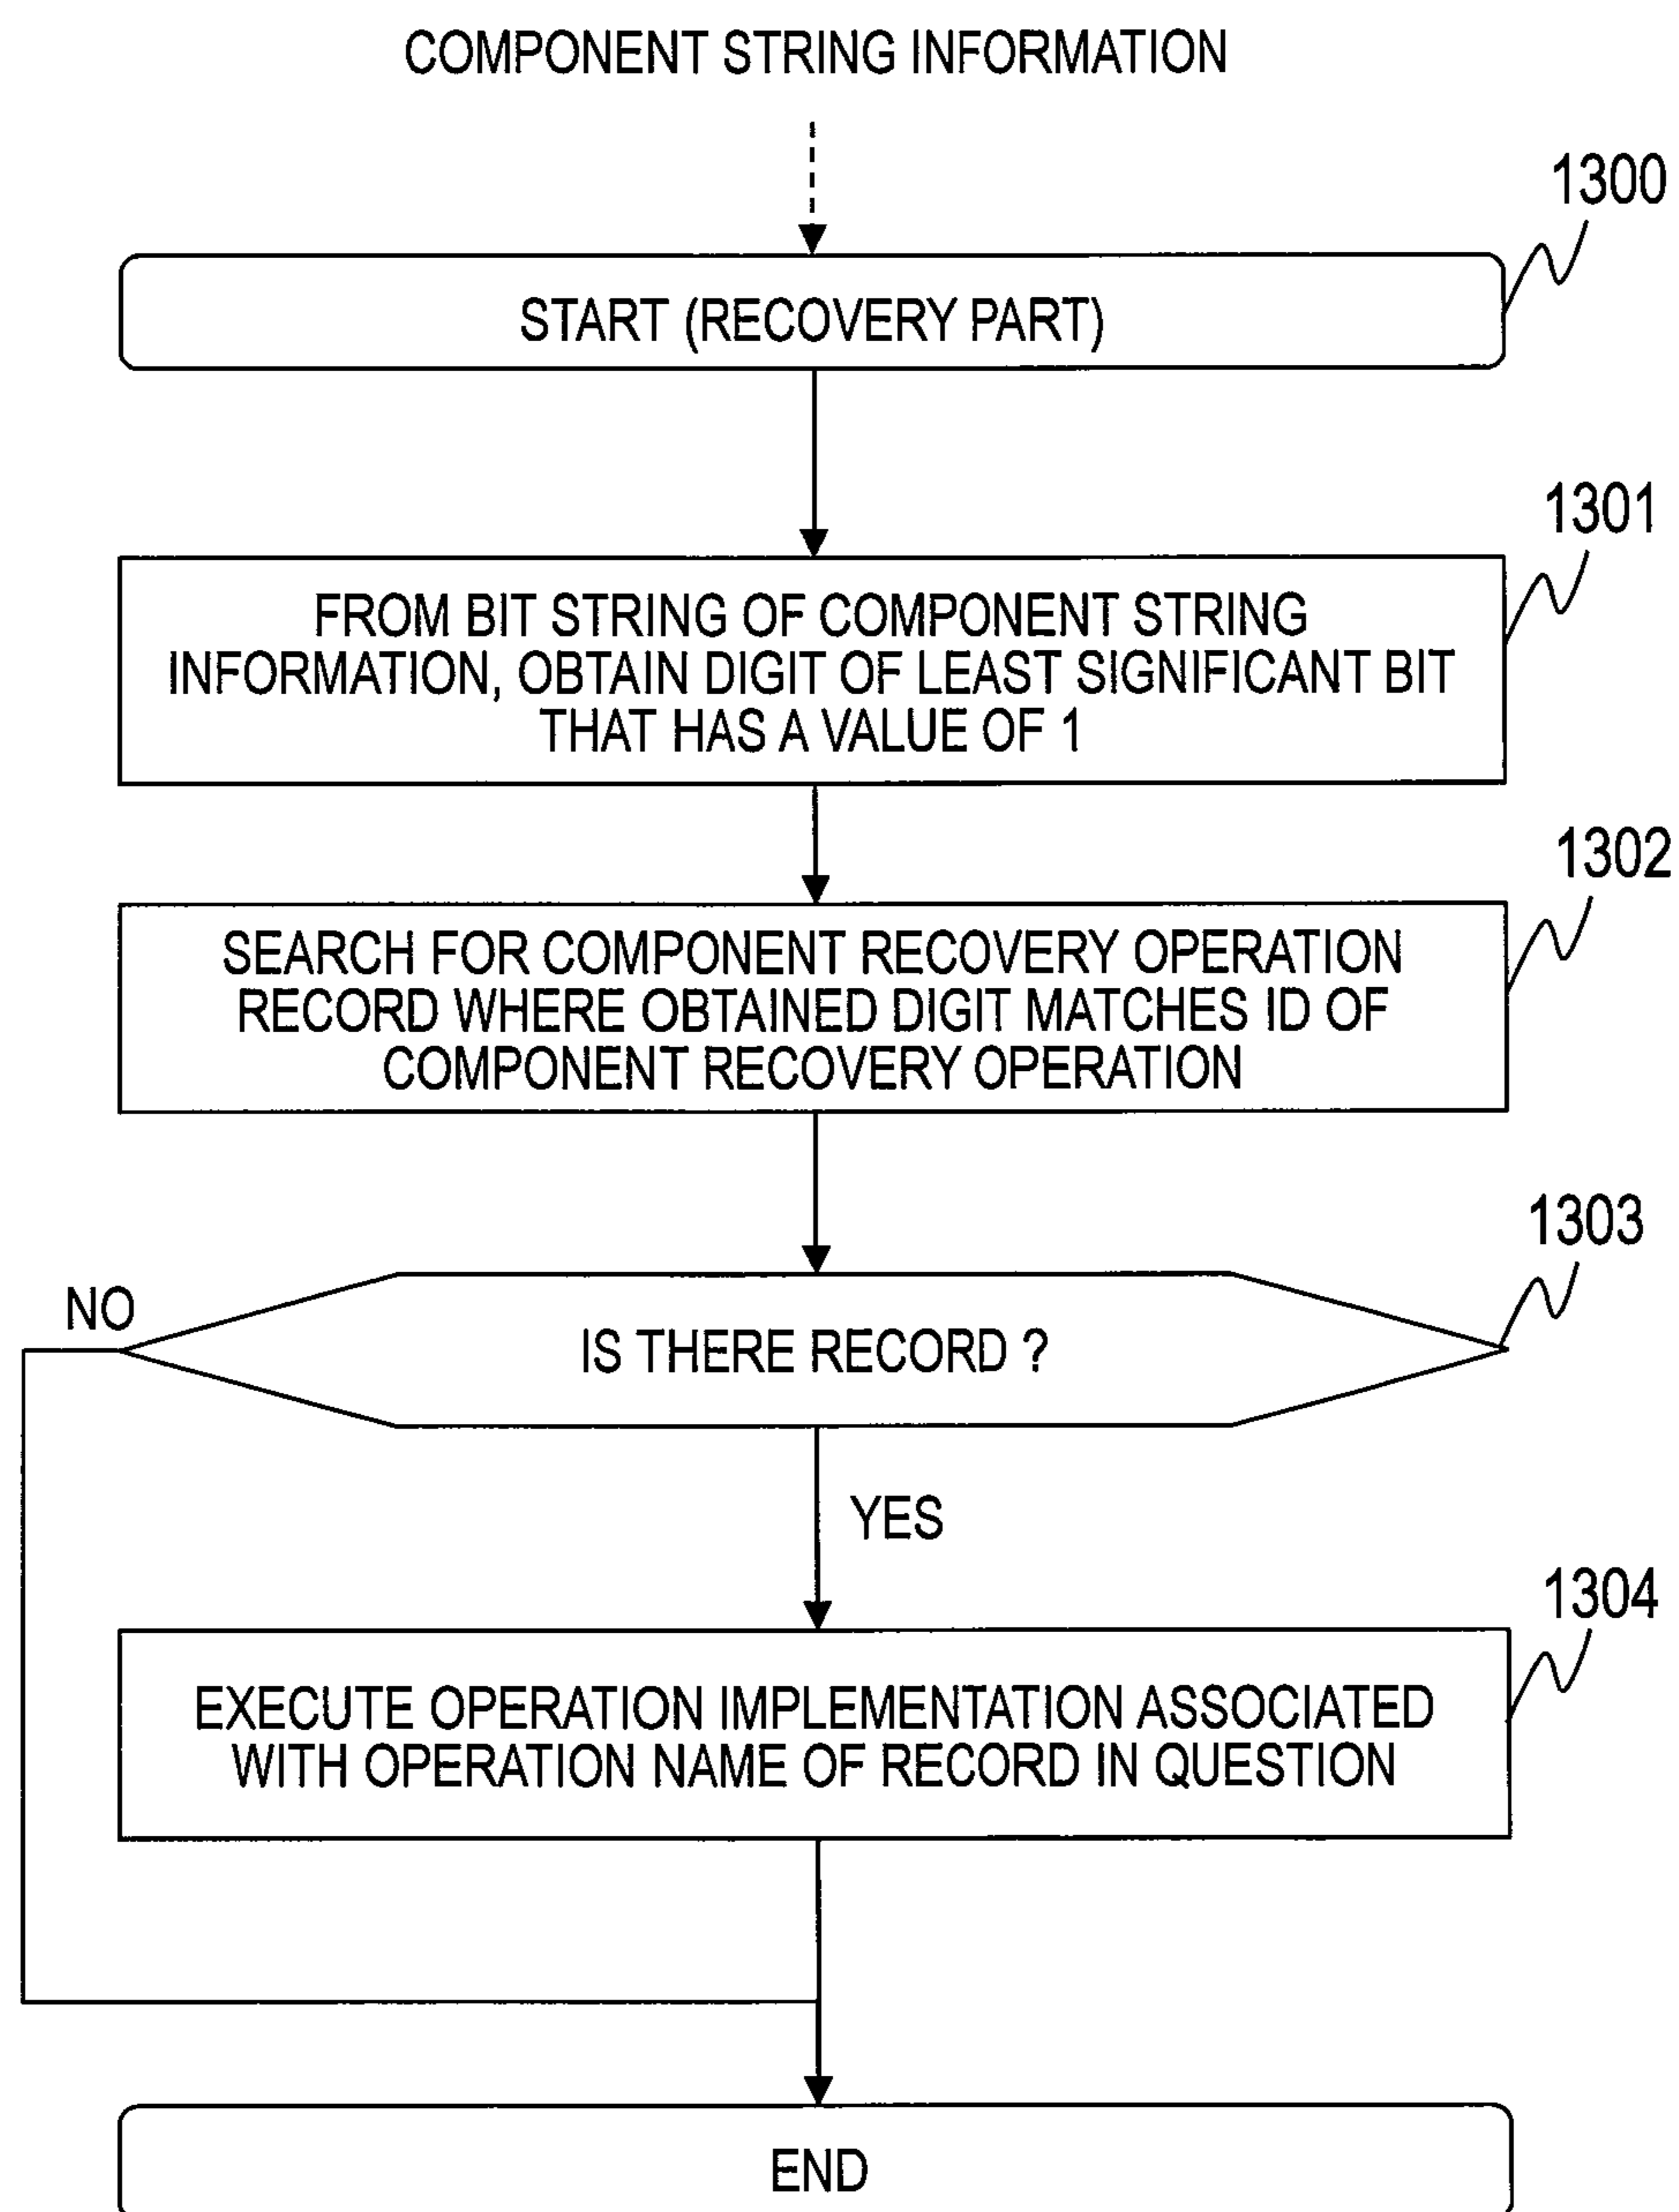 COMPONENT STRING INFORMATION
1300
START (RECOVERY PART)
1301
FROM BIT STRING OF COMPONENT STRING
INFORMATION, OBTAIN DIGIT OF LEAST SIGNIFICANT BIT
THAT HAS A VALUE OF 1
1302
SEARCH FOR COMPONENT RECOVERY OPERATION
RECORD WHERE OBTAINED DIGIT MATCHES ID OF
COMPONENT RECOVERY OPERATION
1303
NO
IS THERE RECORD ?
YES
1304
EXECUTE OPERATION IMPLEMENTATION ASSOCIATED
WITH OPERATION NAME OF RECORD IN QUESTION
END